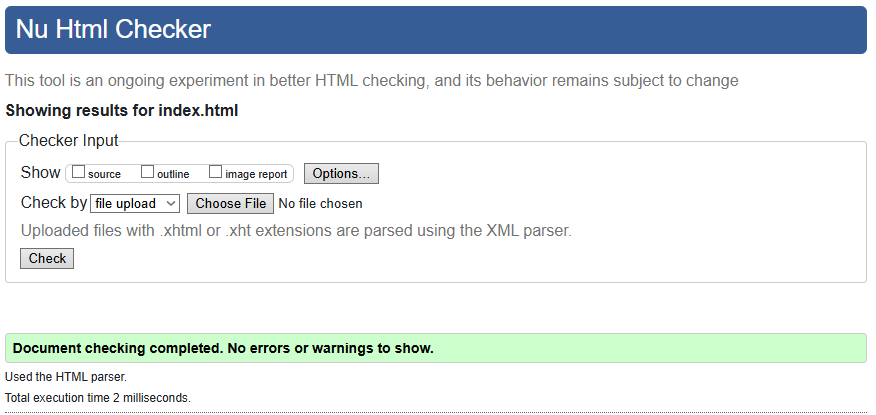 Nu Html Checker
This tool is an ongoing experiment in better HTML checking, and its behavior remains subject to change
Showing results for index.html
Checker Input
Show source outline image report Options...
Check by file upload Choose File No file chosen
Uploaded files with .xhtml or .xht extensions are parsed using the XML parser.
Check
Document checking completed. No errors or warnings to show.
Used the HTML parser.
Total execution time 2 milliseconds.